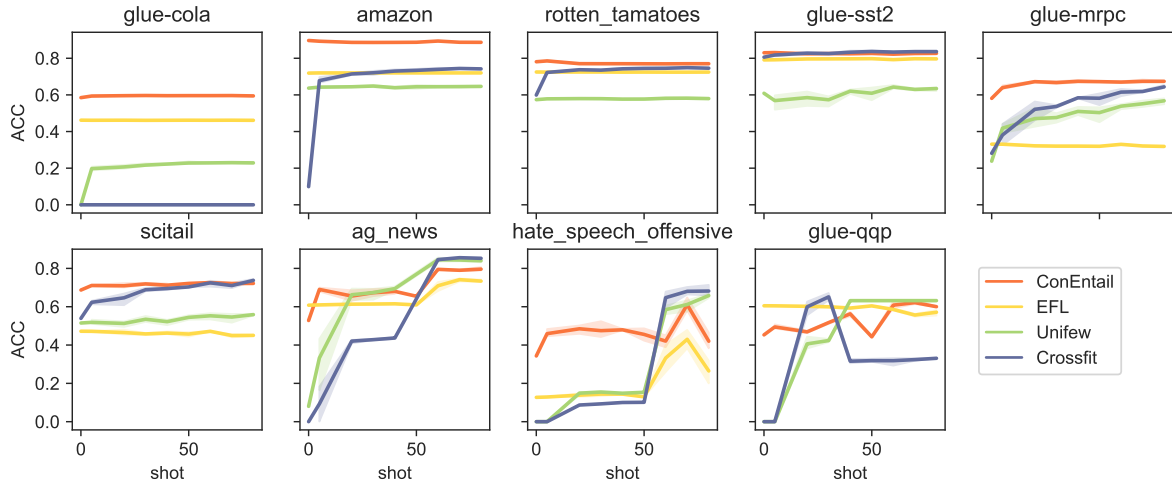 glue-cola
amazon
rotten_tamatoes
glue-sst2
glue-mrpc
0.8
0.6
0.4
0.2
0.0
ACC
scitail
ag_news
hate_speech_offensive
glue-qqp
0.8
0.6
0.4
0.2
0.0
ACC
0 50
0 50
0 50
0 50
shot
shot
shot
shot
ConEntail
EFL
Unifew
Crossfit